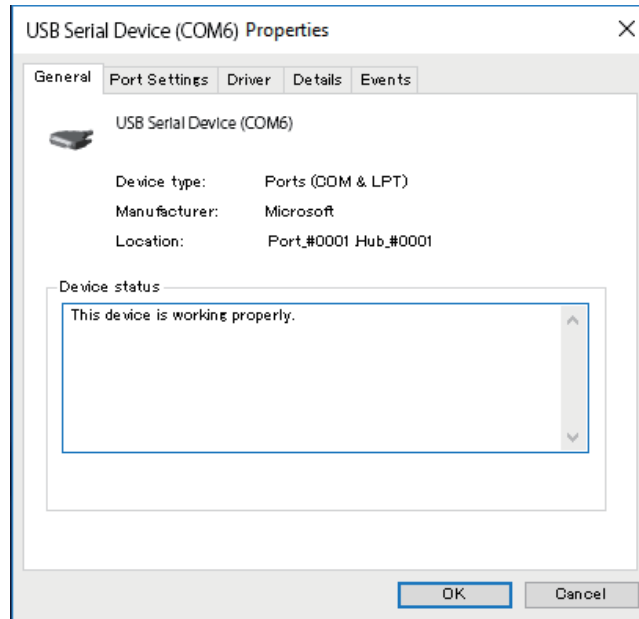 USB Serial Device (COM6) Properties
General Port Settings Driver Details Events
USB Serial Device (COM6)
Device type: Ports (COM & LPT)
Manufacturer: Microsoft
Location: Port_#0001.Hub_#0001
Device status
This device is working properly.
OK Cancel